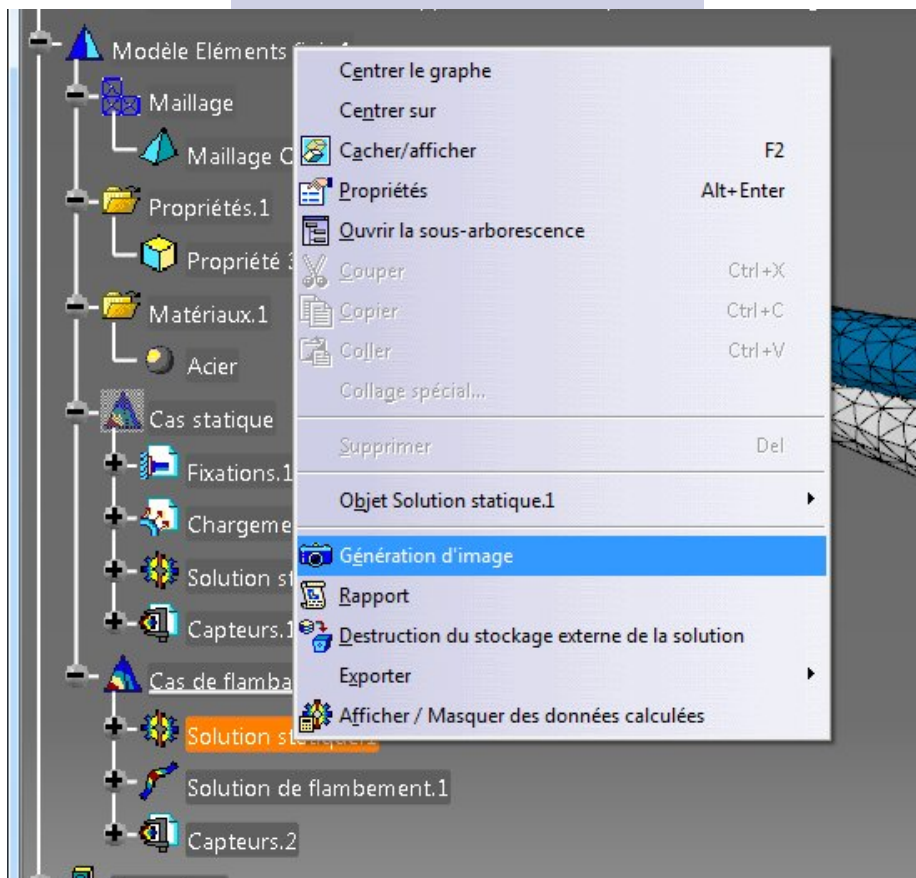 Modèle Eléments finis.1
Centrer le graphe
Centrer sur
Maillage
Cacher/afficher F2
Maillage
Propriétés Alt+Enter
Propriétés.1
Ouvrir la sous-arborescence
Propriété
Couper Ctrl+X
Matériaux.1
Copier Ctrl+C
Coller Ctrl+V
Acier
Collage spécial...
Cas statique
Supprimer Del
Fixations.1
Objet Solution statique.1
Chargeme
Génération d'image
Solution st
Rapport
Capteurs.1
Destruction du stockage externe de la solution
Exporter
Cas de flamba
Afficher / Masquer des données calculées
Solution statique.1
Solution de flambement.1
Capteurs.2